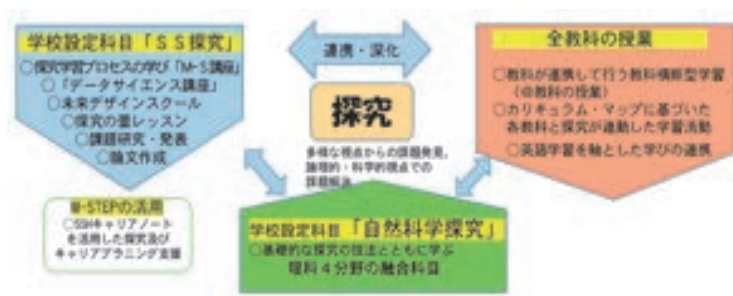 学校設定科目「ＳＳ探究」
○探究学習プロセスの学び「M-S講座」
○「データサイエンス講座」
○未来デザインスクール
○探究の釜レッスン
○課題研究・発表
○論文作成
M-STEPの活用
○SSHキャリアノート
を活用した探究及び
キャリアプランニング支援
連携・深化
探究
多様な視点からの課題発見、
論理的・科学的視点での
課題解決
学校設定科目「自然科学探究」
○基礎的な探究の技法とともに学ぶ
理科４分野の融合科目
全教科の授業
○教科が連携して行う教科横断型学習
（＠教科の授業）
○カリキュラム・マップに基づいた
各教科と探究が連動した学習活動
○英語学習を軸とした学びの連携